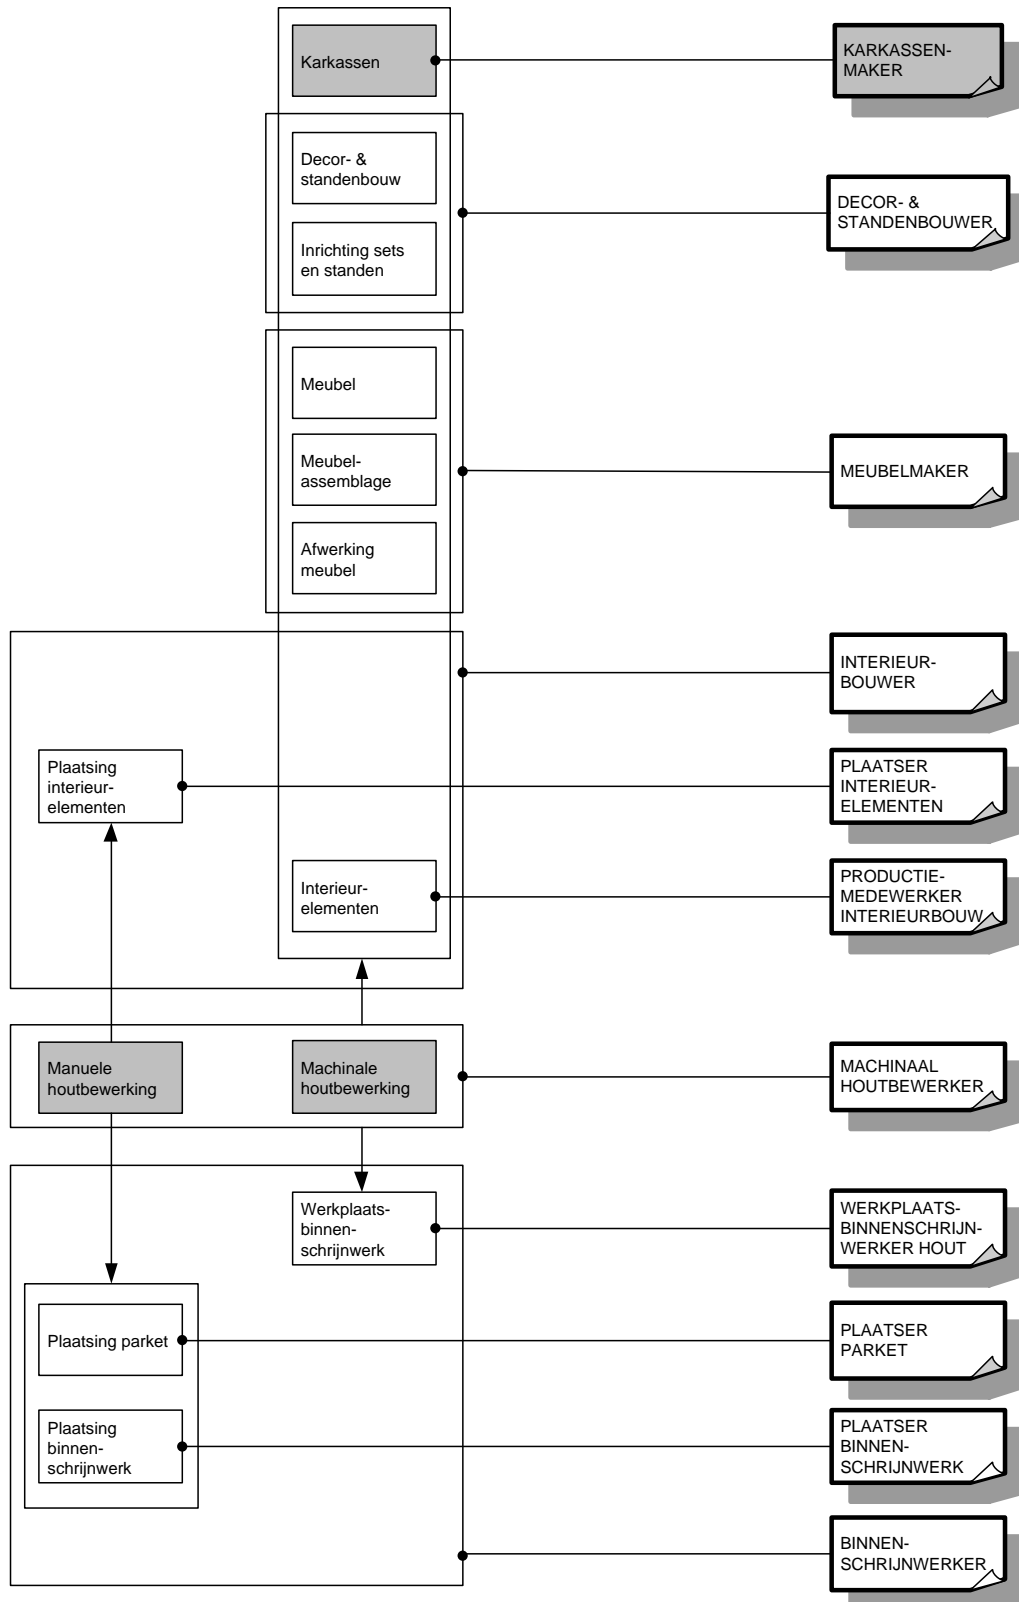 Karkassen
KARKASSEN-
MAKER
Decor- &
standenbouw
DECOR- &
STANDENBOUWER
Inrichting sets
en standen
Meubel
Meubel-
assemblage
MEUBELMAKER
Afwerking
meubel
INTERIEUR-
BOUWER
Plaatsing
interieur-
elementen
PLAATSER
INTERIEUR-
ELEMENTEN
Interieur-
elementen
PRODUCTIE-
MEDEWERKER
INTERIEURBOUW
Manuele
houtbewerking
Machinale
houtbewerking
MACHINAAL
HOUTBEWERKER
Werkplaats-
binnen-
schrijnwerk
WERKPLAATS-
BINNENSCHRIJN-
WERKER HOUT
Plaatsing parket
PLAATSER
PARKET
Plaatsing
binnen-
schrijnwerk
PLAATSER
BINNEN-
SCHRIJNWERK
BINNEN-
SCHRIJNWERKER